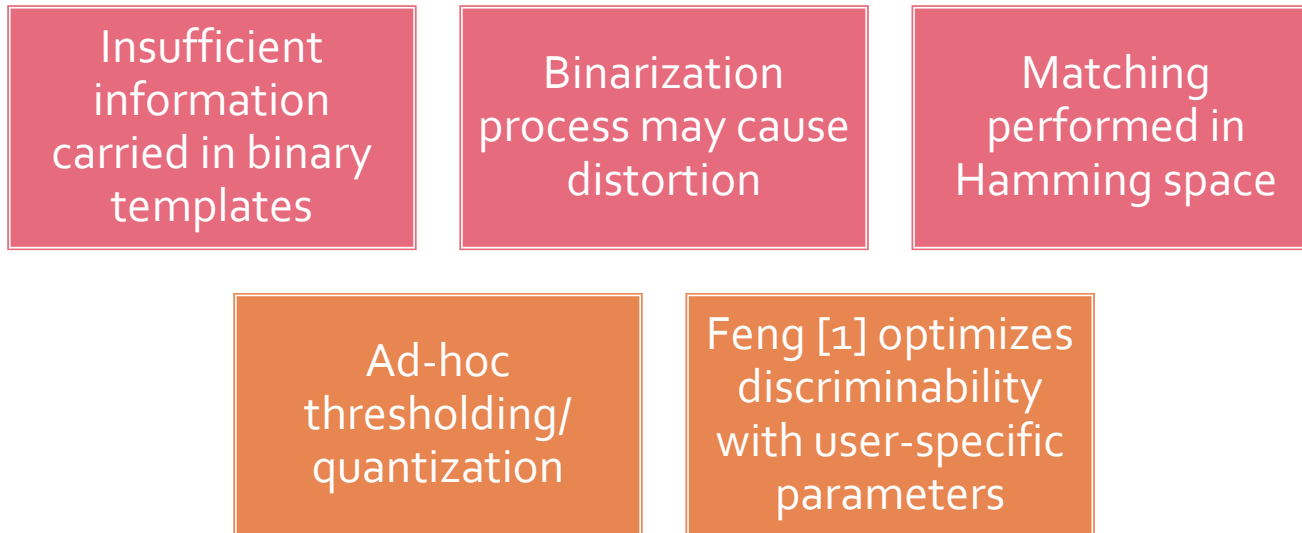 Insufficient
information
carried in binary
templates
Binarization
process may cause
distortion
Matching
performed in
Hamming space
Ad-hoc
thresholding/
quantization
Feng [1] optimizes
discriminability
with user-specific
parameters